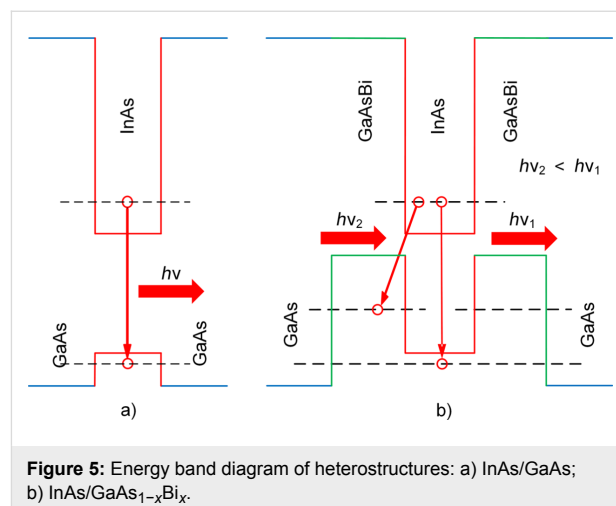 InAs
hν
GaAs
GaAs
a)
GaAsBi
InAs
GaAsBi
hν₂ < hν₁
hν₂
hν₁
GaAs
GaAs
b)
Figure 5: Energy band diagram of heterostructures: a) InAs/GaAs;
b) InAs/GaAs₁₋ₓBiₓ.